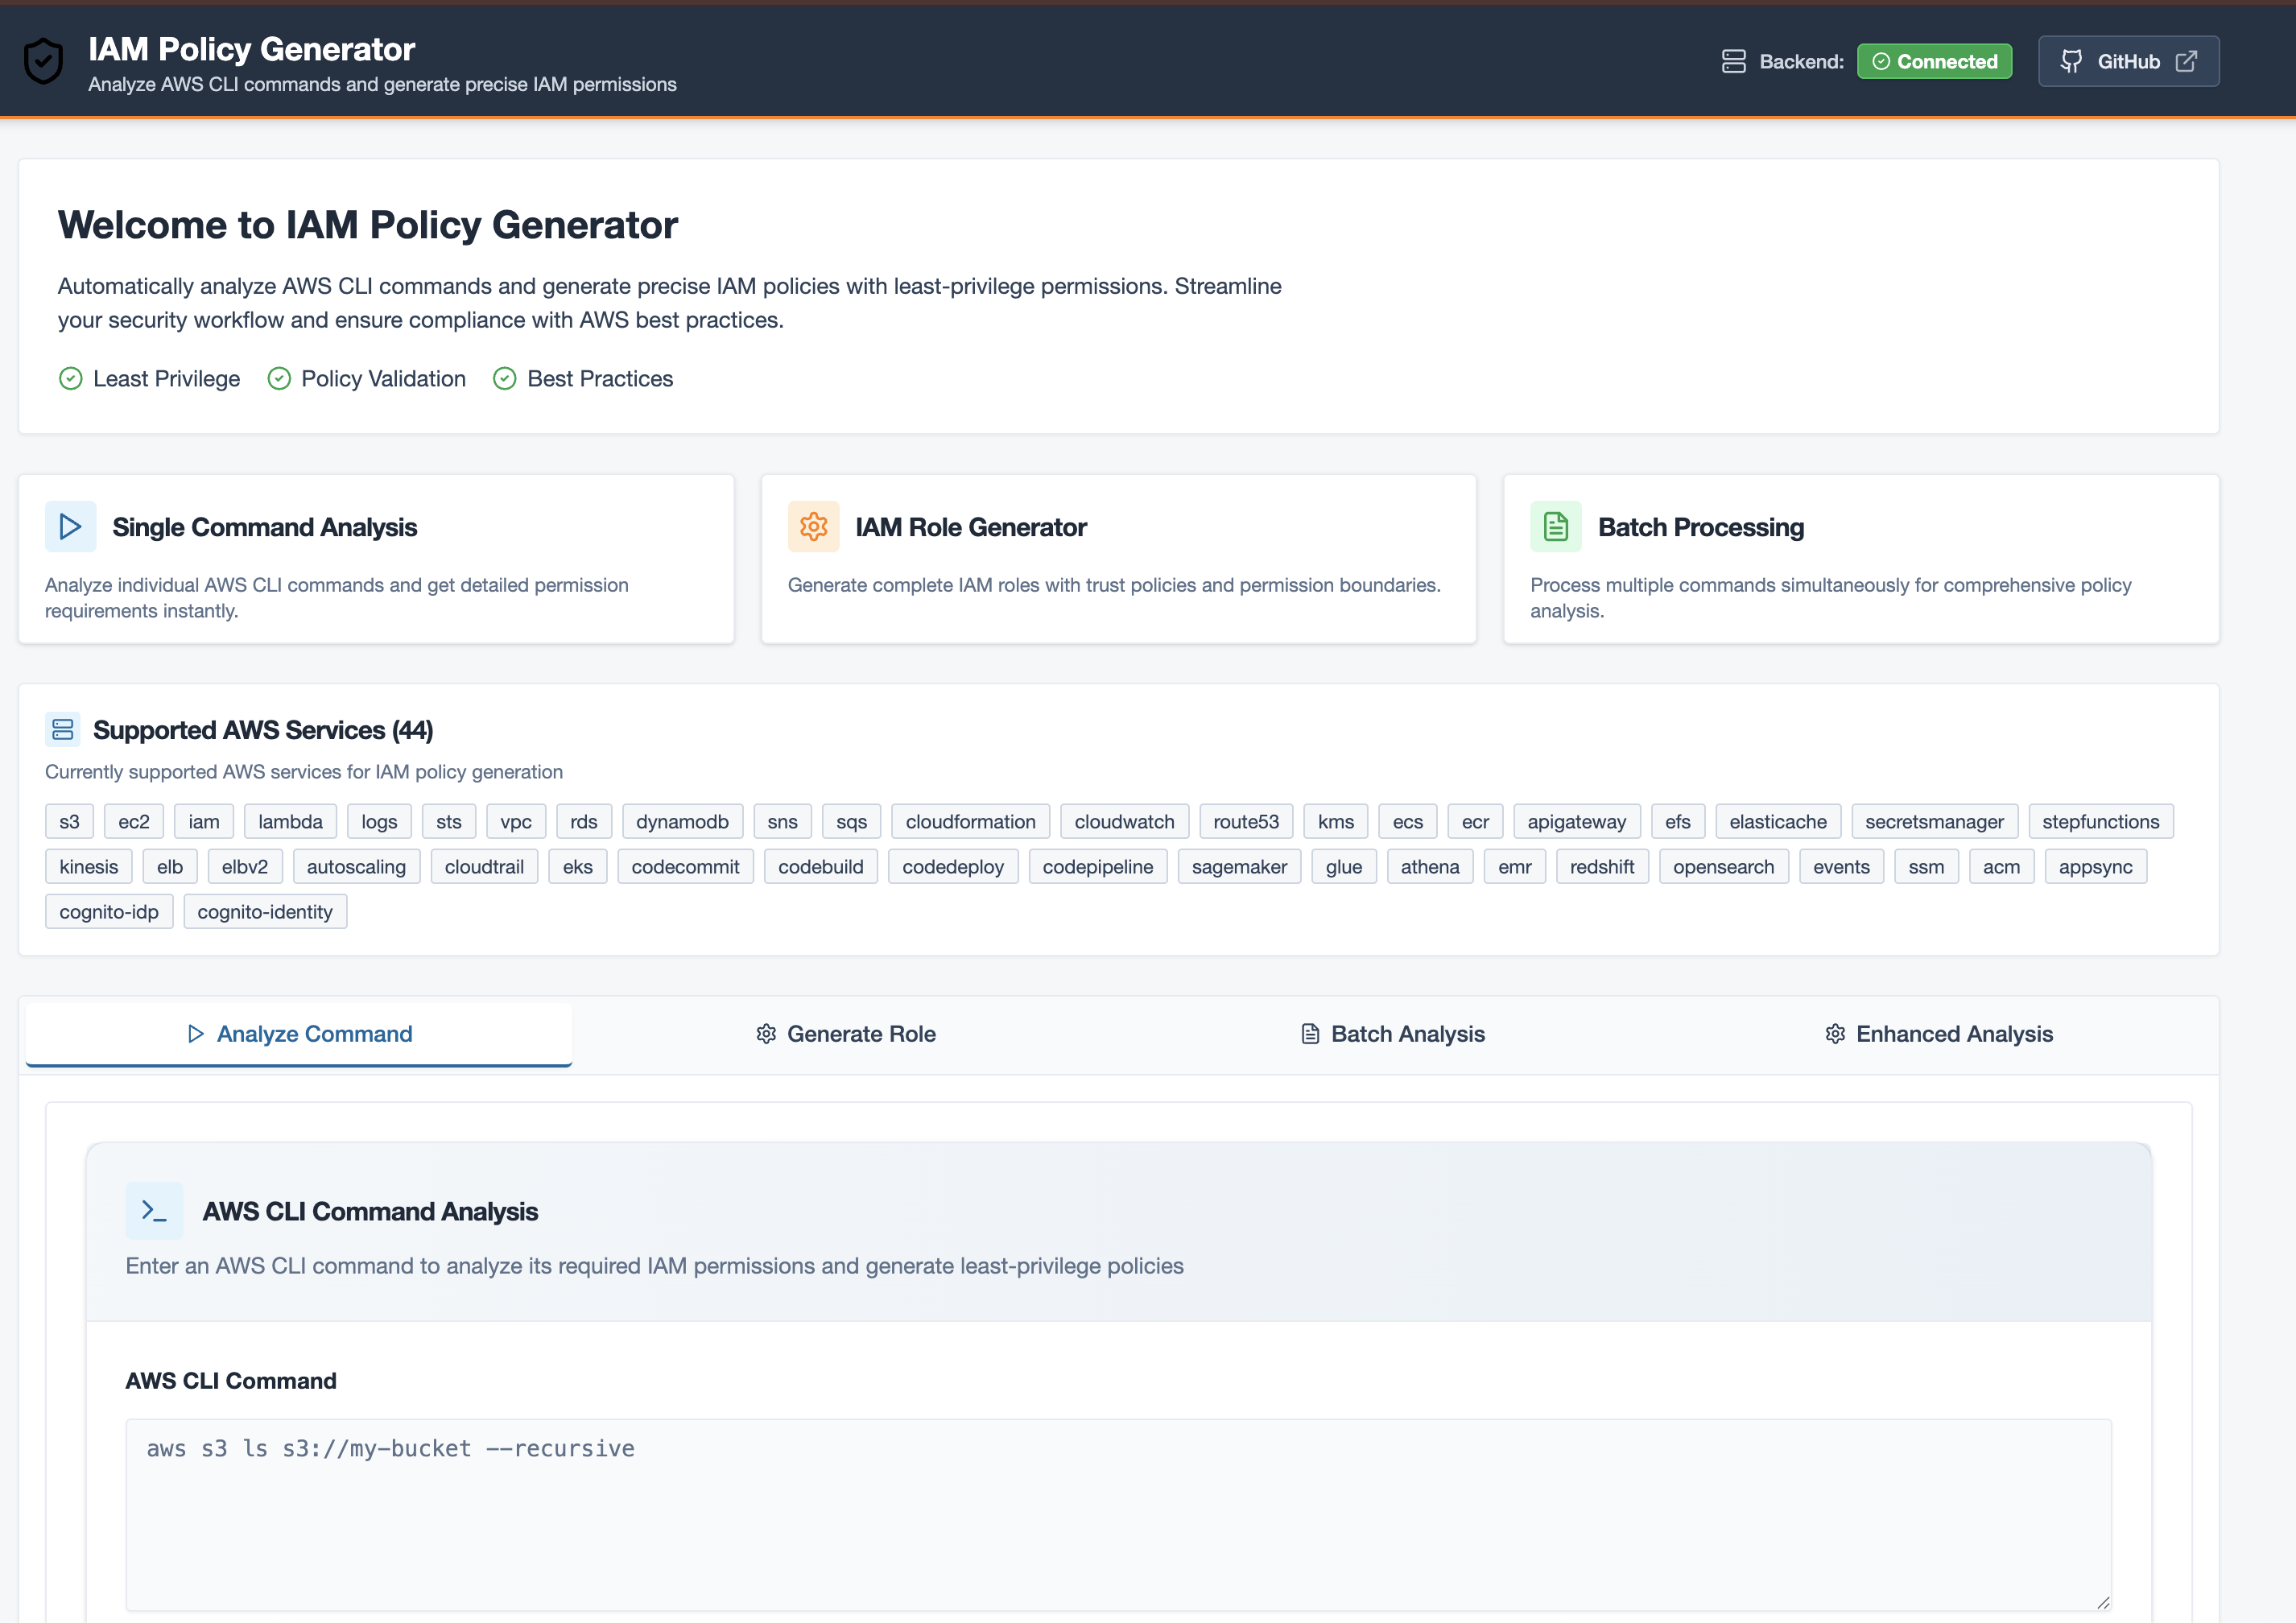 IAM Policy Generator
Analyze AWS CLI commands and generate precise IAM permissions
Backend: Connected GitHub
Welcome to IAM Policy Generator
Automatically analyze AWS CLI commands and generate precise IAM policies with least-privilege permissions. Streamline
your security workflow and ensure compliance with AWS best practices.
Least Privilege Policy Validation Best Practices
Single Command Analysis
Analyze individual AWS CLI commands and get detailed permission
requirements instantly.
IAM Role Generator
Generate complete IAM roles with trust policies and permission boundaries.
Batch Processing
Process multiple commands simultaneously for comprehensive policy
analysis.
Supported AWS Services (44)
Currently supported AWS services for IAM policy generation
s3 ec2 iam lambda logs sts vpc rds dynamodb sns sqs cloudformation cloudwatch route53 kms ecs ecr apigateway efs elasticache secretsmanager stepfunctions
kinesis elb elbv2 autoscaling cloudtrail eks codecommit codebuild codedeploy codepipeline sagemaker glue athena emr redshift opensearch events ssm acm appsync
cognito-idp cognito-identity
Analyze Command Generate Role Batch Analysis Enhanced Analysis
AWS CLI Command Analysis
Enter an AWS CLI command to analyze its required IAM permissions and generate least-privilege policies
AWS CLI Command
aws s3 ls s3://my-bucket --recursive